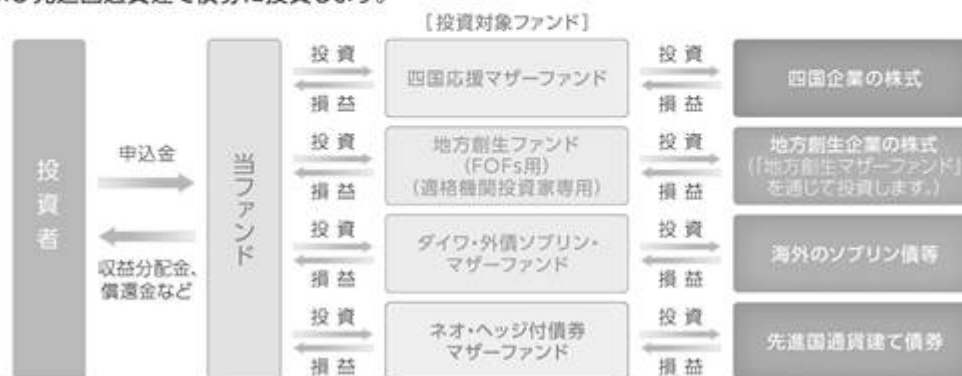 先進国通貨建て債券に投資します。
[投資対象ファンド]
投資者
申込金
収益分配金、
償還金など
当ファンド
投資
損益
四国応援マザーファンド
投資
損益
四国企業の株式
投資
損益
地方創生ファンド
(FOFs用)
(適格機関投資家専用)
投資
損益
地方創生企業の株式
(「地方創生マザーファンド」
を通じて投資します。)
投資
損益
ダイワ・外債ソブリン・
マザーファンド
投資
損益
海外のソブリン債等
投資
損益
ネオ・ヘッジ付債券
マザーファンド
投資
損益
先進国通貨建て債券